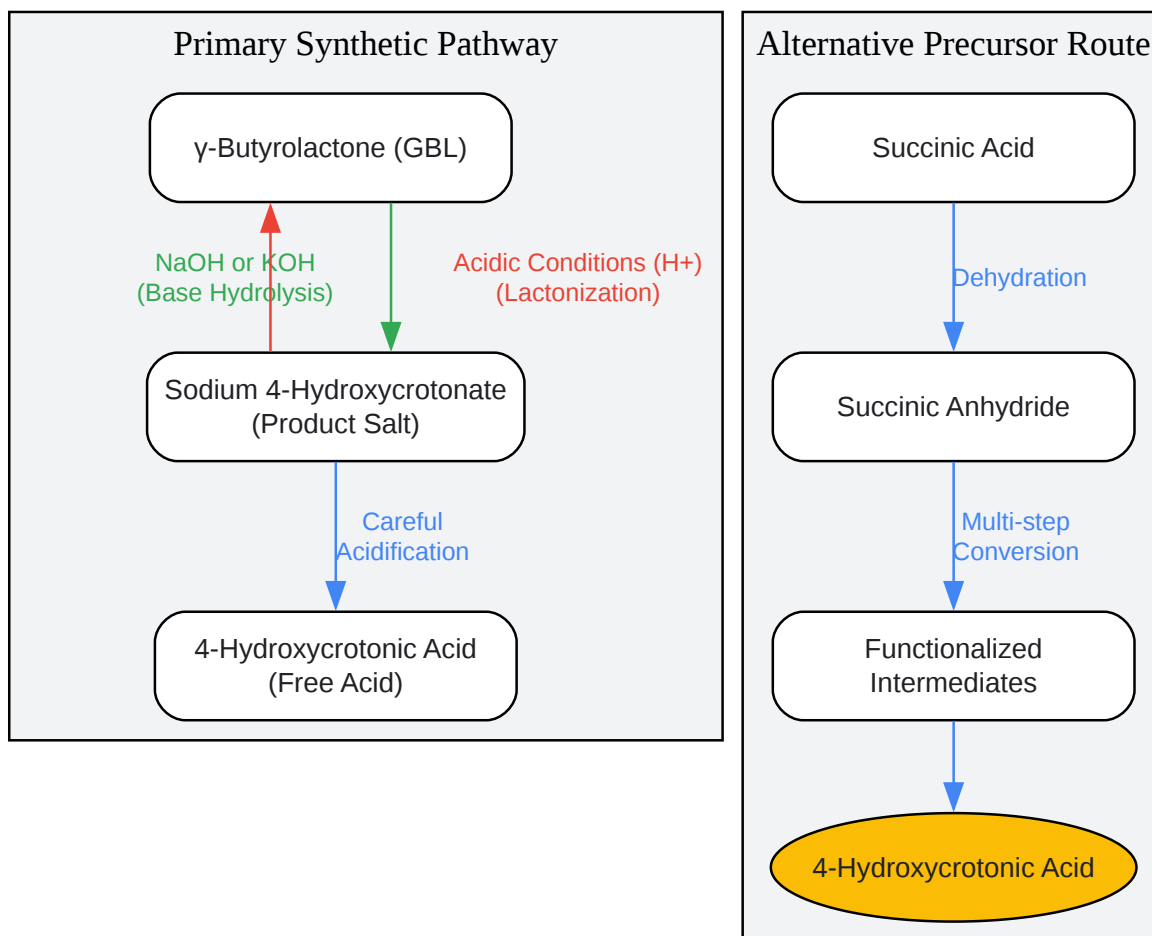 Primary Synthetic Pathway
γ-Butyrolactone (GBL)
NaOH or KOH
(Base Hydrolysis)
Acidic Conditions (H+)
(Lactonization)
Sodium 4-Hydroxycrotonate
(Product Salt)
Careful
Acidification
4-Hydroxycrotonic Acid
(Free Acid)
Alternative Precursor Route
Succinic Acid
Dehydration
Succinic Anhydride
Multi-step
Conversion
Functionalized
Intermediates
4-Hydroxycrotonic Acid